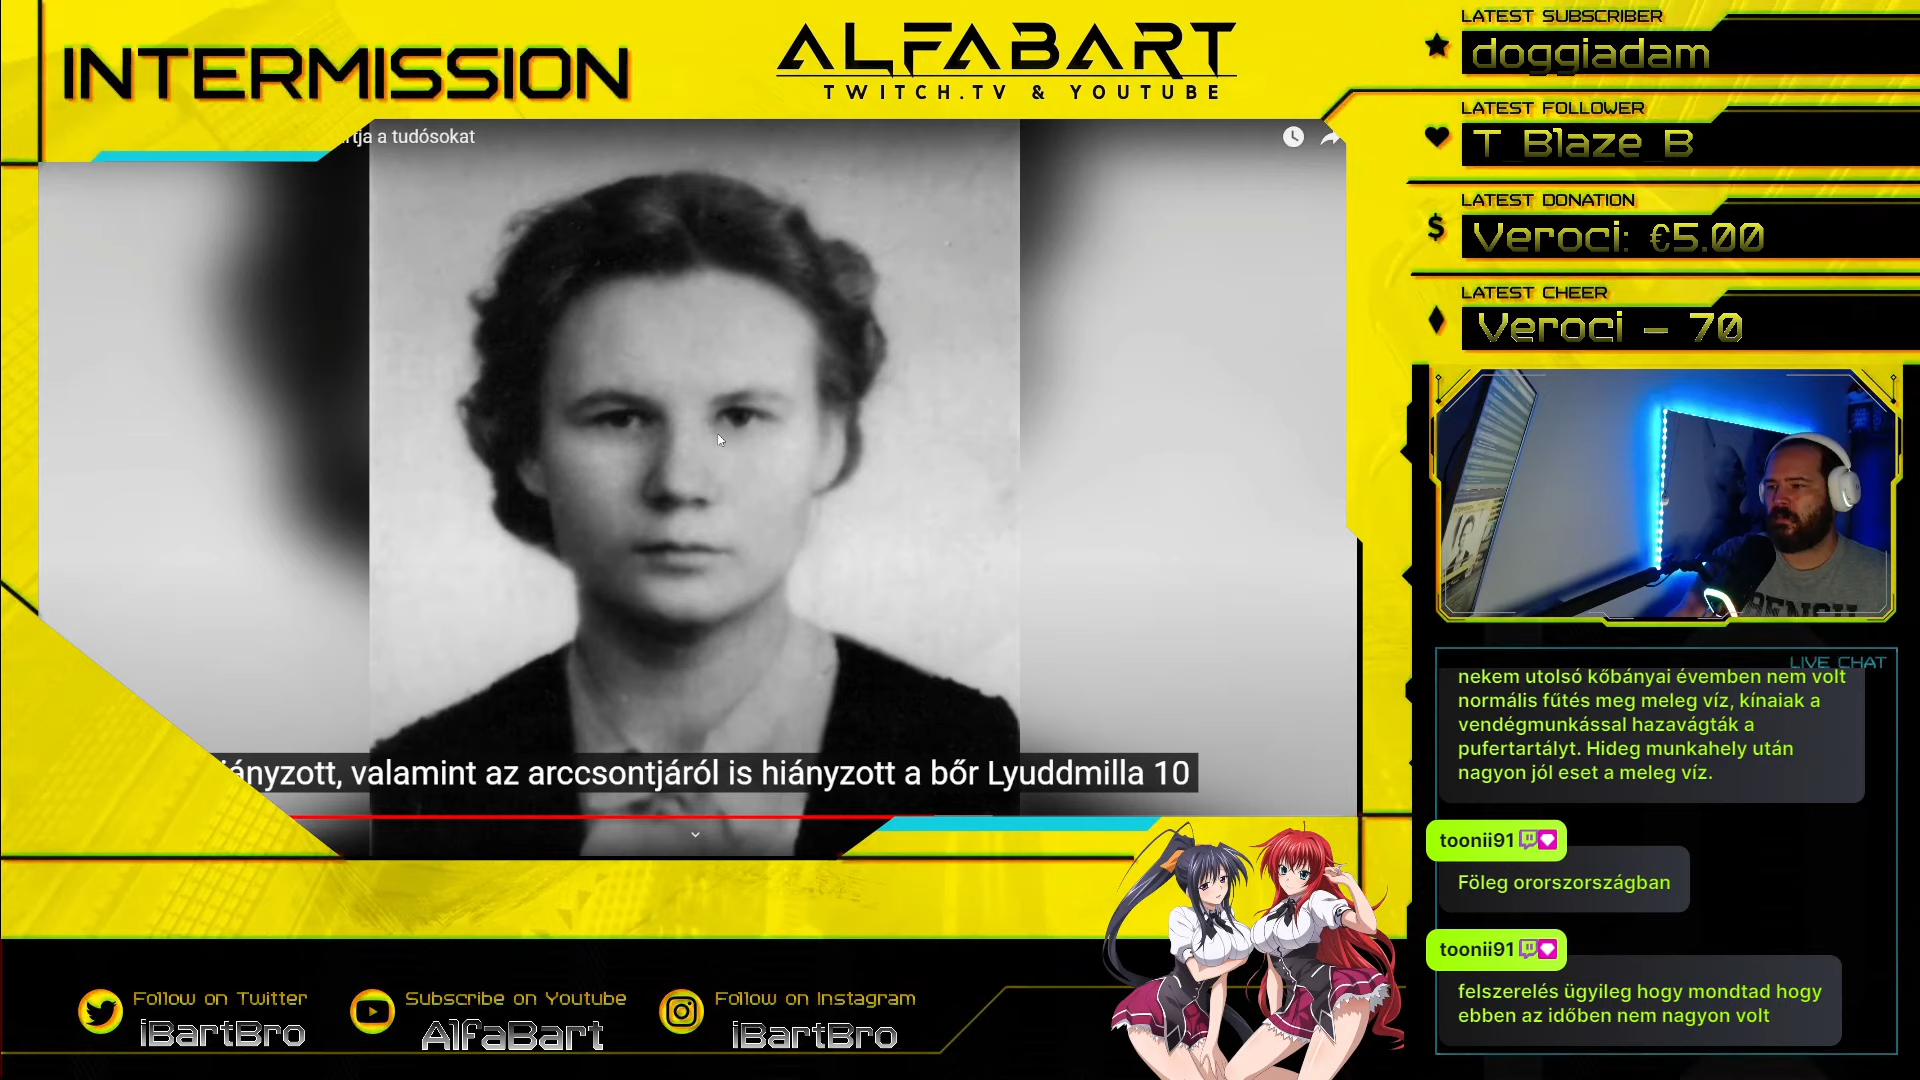 INTERMISSION
ALFABART
TWITCH.TV & YOUTUBE
rtja a tudósokat
ányzott, valamint az arccsontjáról is hiányzott a bőr Lyuddmilla 10
LATEST SUBSCRIBER
doggiadam
LATEST FOLLOWER
T_Blaze_B
LATEST DONATION
$
Veroci: €5.00
LATEST CHEER
Veroci - 70
LIVE CHAT
nekem utolsó kőbányai évemben nem volt
normális fűtés meg meleg víz, kínaiak a
vendégmunkással hazavágták a
pufertartályt. Hideg munkahely után
nagyon jól eset a meleg víz.
toonii91
Föleg ororszországban
toonii91
felszerelés ügyileg hogy mondtad hogy
ebben az időben nem nagyon volt
Follow on Twitter
iBartBro
Subscribe on Youtube
AlfaBart
Follow on Instagram
iBartBro